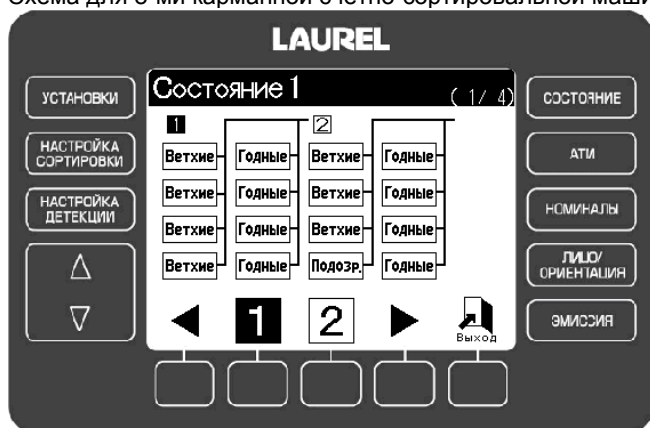 Схема для 8-ми карманной счетно-сортировальной маши
LAUREL
УСТАНОВКИ
НАСТРОЙКА
СОРТИРОВКИ
НАСТРОЙКА
ДЕТЕКЦИИ
Состояние 1
( 1/ 4)
1 2
Ветхие Годные Ветхие Годные
Ветхие Годные Ветхие Годные
Ветхие Годные Ветхие Годные
Ветхие Годные Подозр. Годные
1 2
Выход
СОСТОЯНИЕ
АТИ
НОМИНАЛЫ
ЛИЦО/
ОРИЕНТАЦИЯ
ЭМИССИЯ